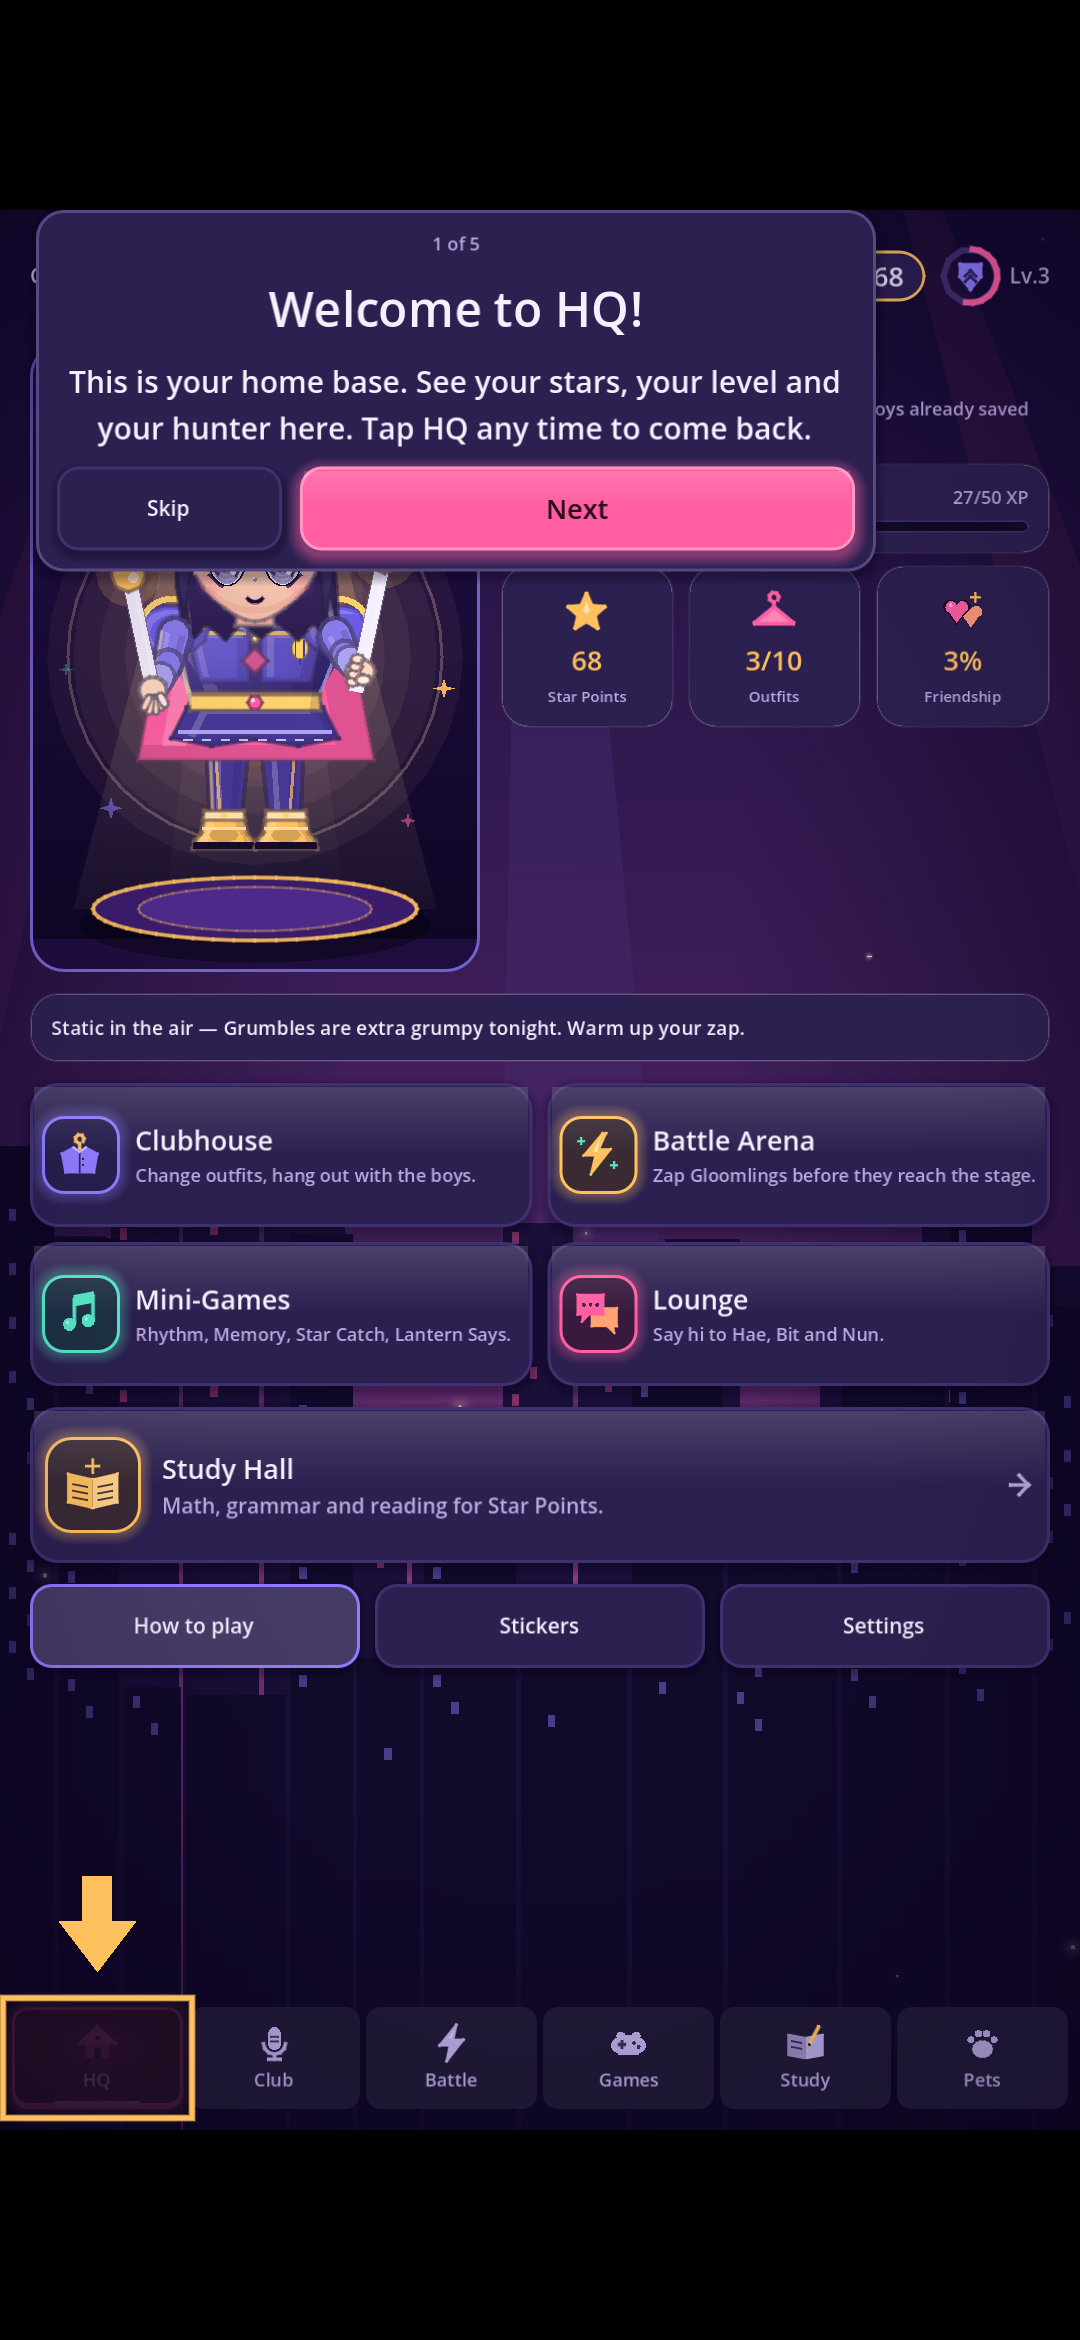 1 of 5
Welcome to HQ!
This is your home base. See your stars, your level and
your hunter here. Tap HQ any time to come back.
Skip
Next
68
Lv.3
already saved
27/50 XP
68
Star Points
3/10
Outfits
3%
Friendship
Static in the air — Grumbles are extra grumpy tonight. Warm up your zap.
Clubhouse
Change outfits, hang out with the boys.
Battle Arena
Zap Gloomlings before they reach the stage.
Mini-Games
Rhythm, Memory, Star Catch, Lantern Says.
Lounge
Say hi to Hae, Bit and Nun.
Study Hall
Math, grammar and reading for Star Points.
How to play
Stickers
Settings
HQ
Club
Battle
Games
Study
Pets